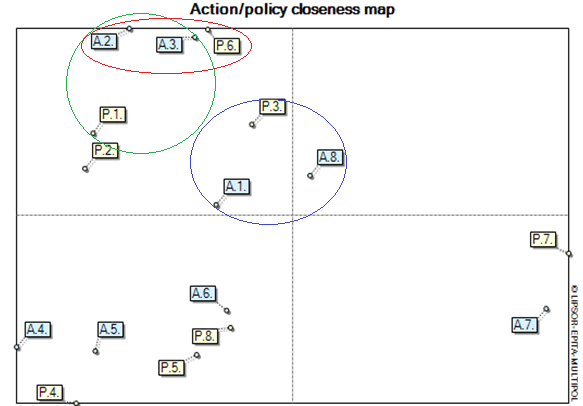 Action/policy closeness map
A.2.
A.3.
P.6.
P.1.
P.3.
P.2.
A.8.
A.1.
P.7.
A.6.
A.7.
A.4.
A.5.
P.8.
P.5.
P.4.
© LIPSOR-EPITA-MULTIPOL